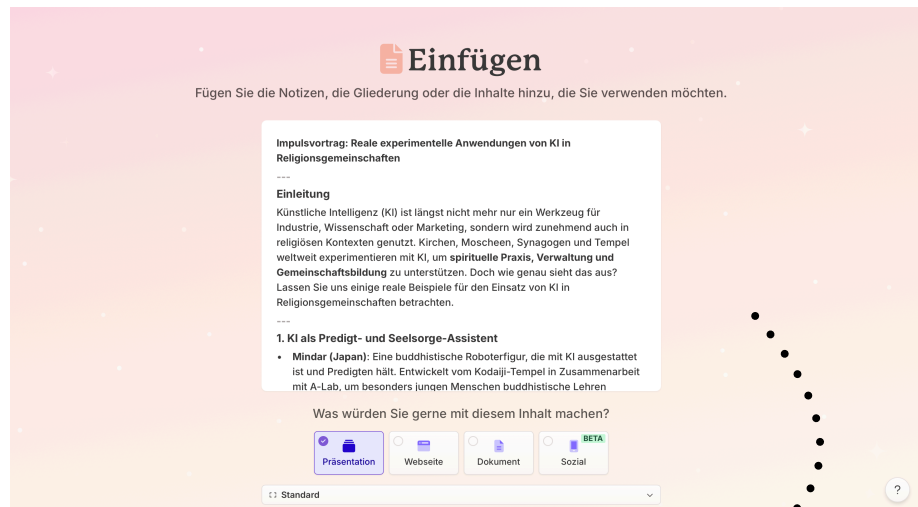 Einfügen
Fügen Sie die Notizen, die Gliederung oder die Inhalte hinzu, die Sie verwenden möchten.
Impulsvortrag: Reale experimentelle Anwendungen von KI in
Religionsgemeinschaften
---
Einleitung
Künstliche Intelligenz (KI) ist längst nicht mehr nur ein Werkzeug für
Industrie, Wissenschaft oder Marketing, sondern wird zunehmend auch in
religiösen Kontexten genutzt. Kirchen, Moscheen, Synagogen und Tempel
weltweit experimentieren mit KI, um spirituelle Praxis, Verwaltung und
Gemeinschaftsbildung zu unterstützen. Doch wie genau sieht das aus?
Lassen Sie uns einige reale Beispiele für den Einsatz von KI in
Religionsgemeinschaften betrachten.
---
1. KI als Predigt- und Seelsorge-Assistent
• Mindar (Japan): Eine buddhistische Roboterfigur, die mit KI ausgestattet
ist und Predigten hält. Entwickelt vom Kodaiji-Tempel in Zusammenarbeit
mit A-Lab, um besonders jungen Menschen buddhistische Lehren
Was würden Sie gerne mit diesem Inhalt machen?
Präsentation
Webseite
Dokument
BETA
Sozial
Standard
?